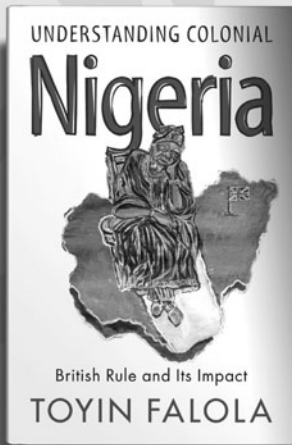 UNDERSTANDING COLONIAL
Nigeria
British Rule and Its Impact
TOYIN FALOLA